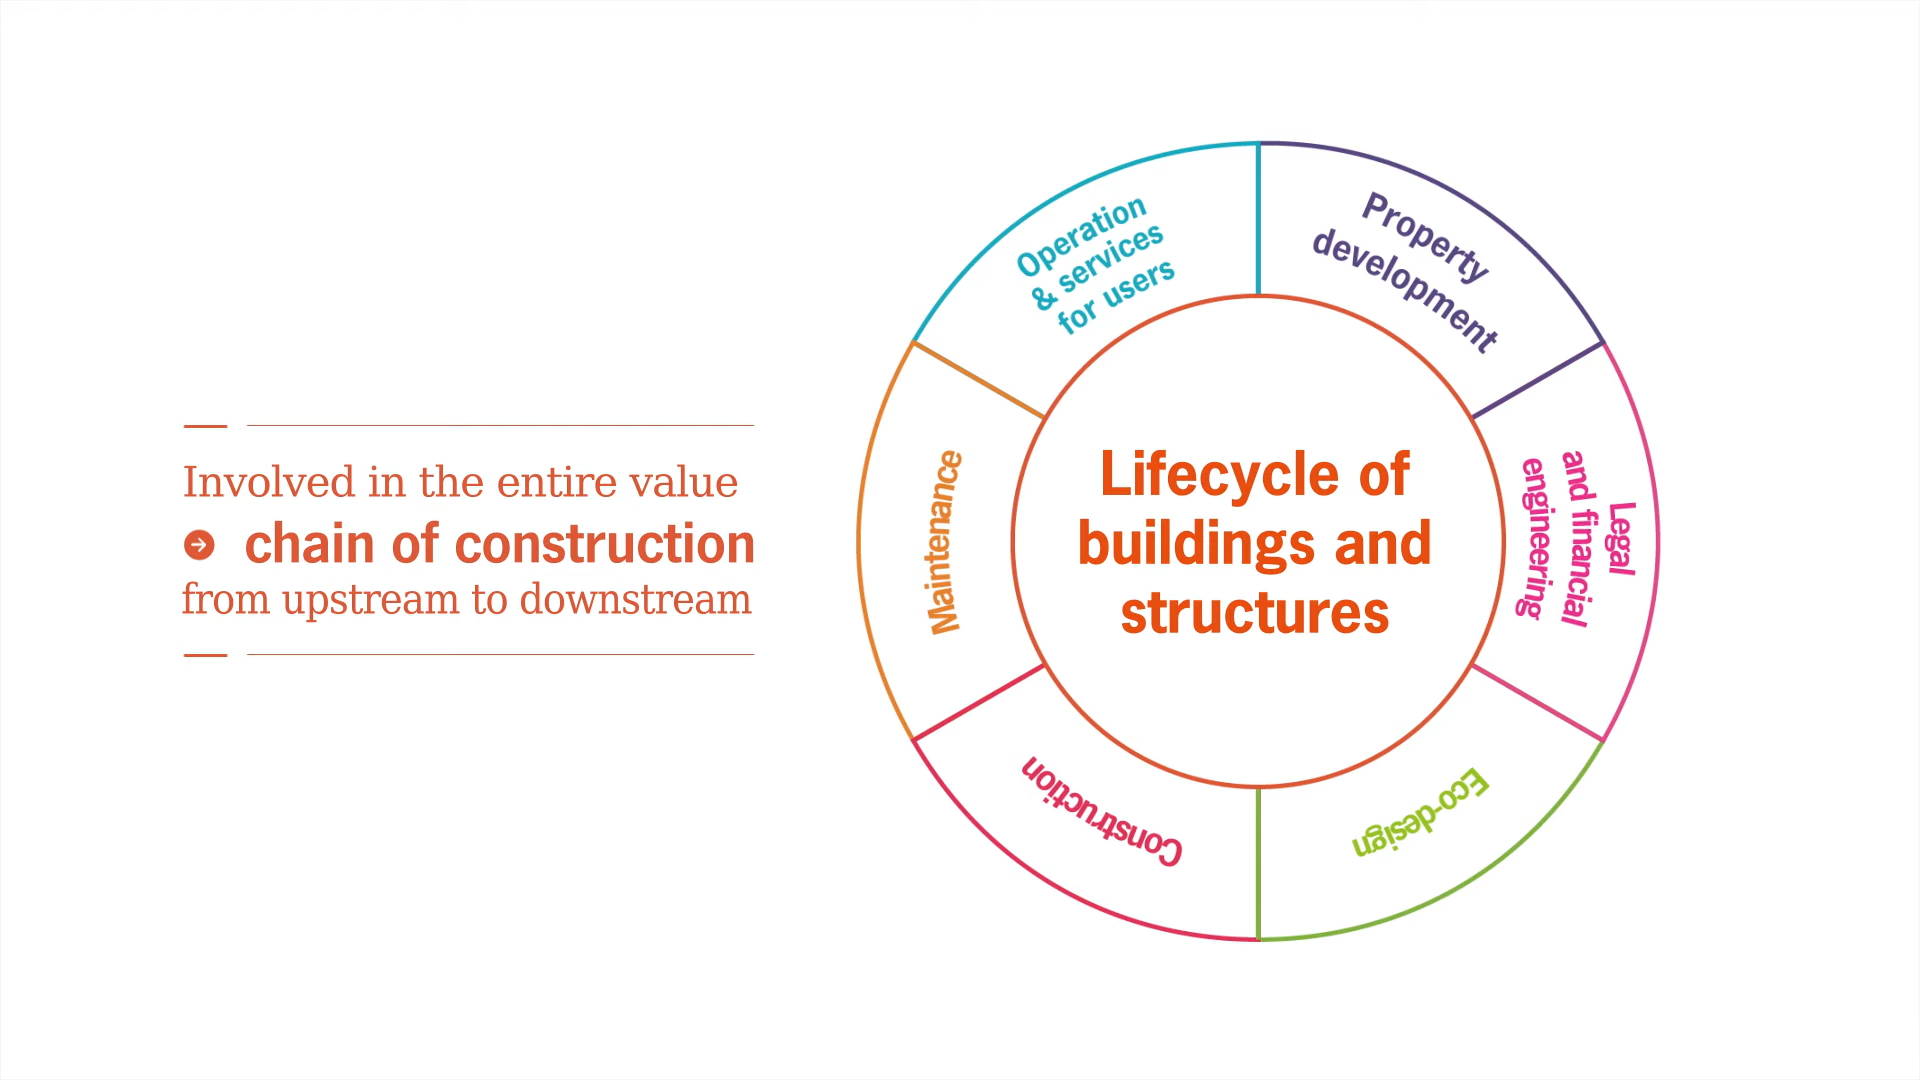 Involved in the entire value
chain of construction
from upstream to downstream
Lifecycle of
buildings and
structures
Property
development
Legal
and financial
engineering
Eco-design
Construction
Maintenance
Operation
& services
for users